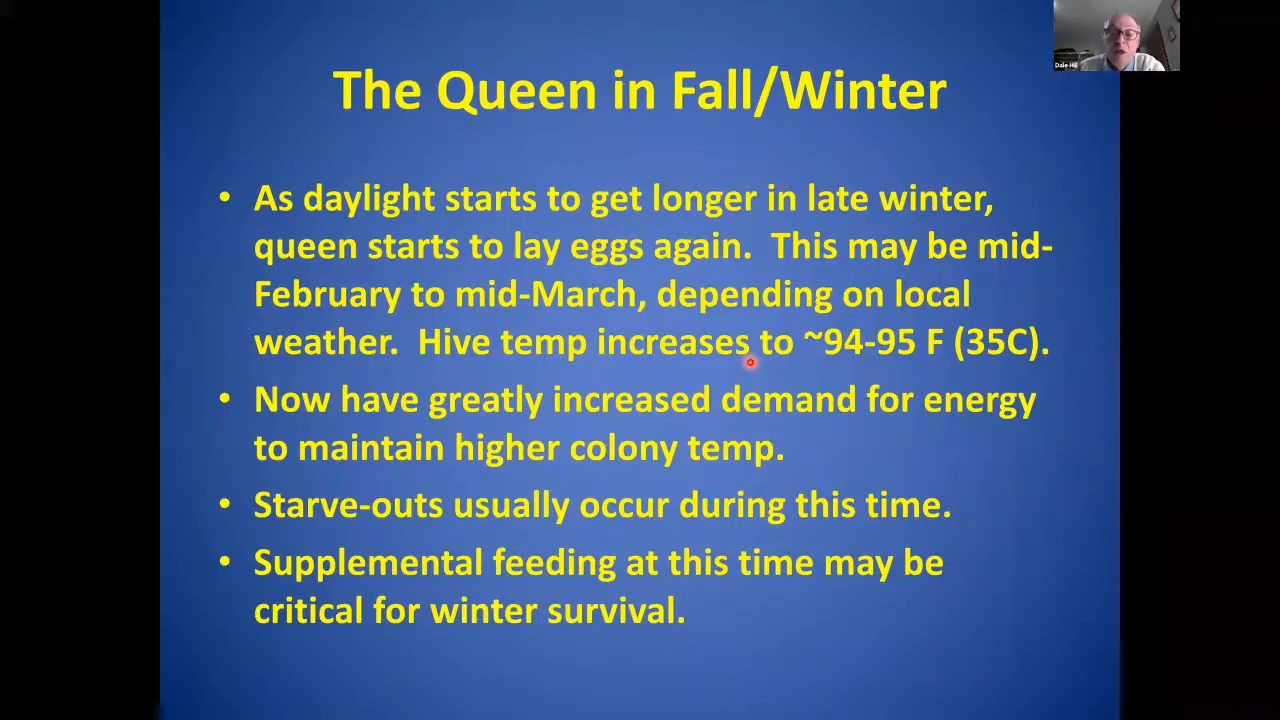 Dale Hill
The Queen in Fall/Winter
• As daylight starts to get longer in late winter,
queen starts to lay eggs again.  This may be mid-
February to mid-March, depending on local
weather.  Hive temp increases to ~94-95 F (35C).
• Now have greatly increased demand for energy
to maintain higher colony temp.
• Starve-outs usually occur during this time.
• Supplemental feeding at this time may be
critical for winter survival.